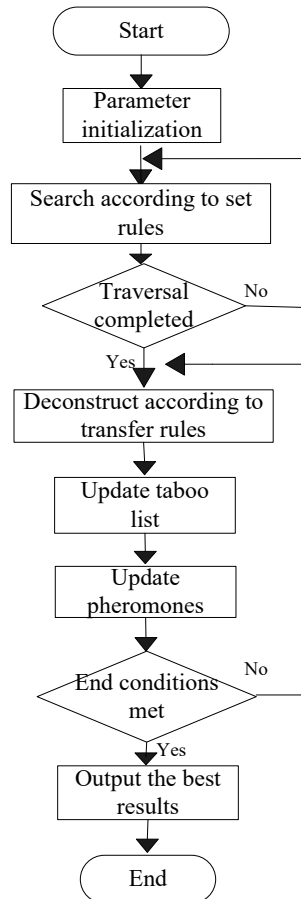 Start
Parameter
initialization
Search according to set
rules
Traversal
completed
No
Yes
Deconstruct according to
transfer rules
Update taboo
list
Update
pheromones
End conditions
met
No
Yes
Output the best
results
End